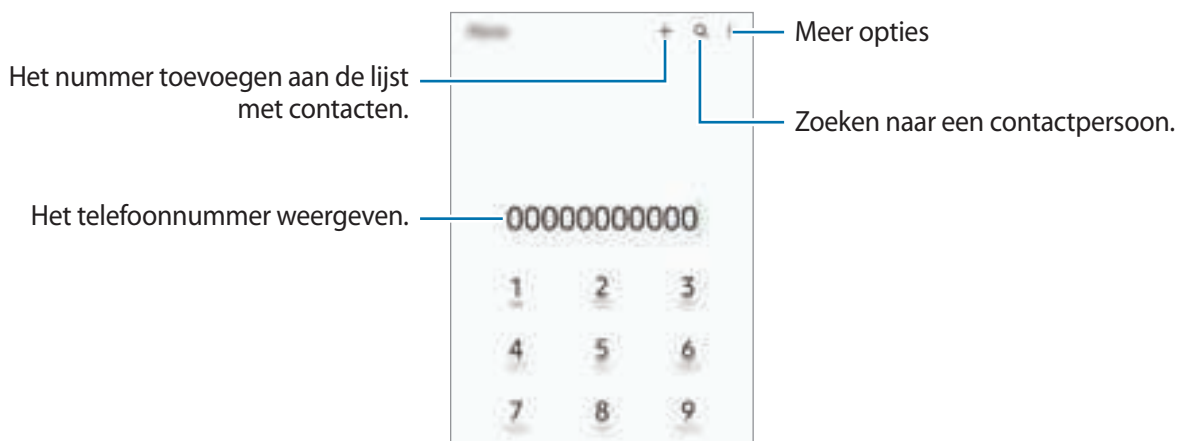 Meer opties
Het nummer toevoegen aan de lijst
met contacten.
Zoeken naar een contactpersoon.
Het telefoonnummer weergeven.
00000000000
1 2 3
4 5 6
7 8 9